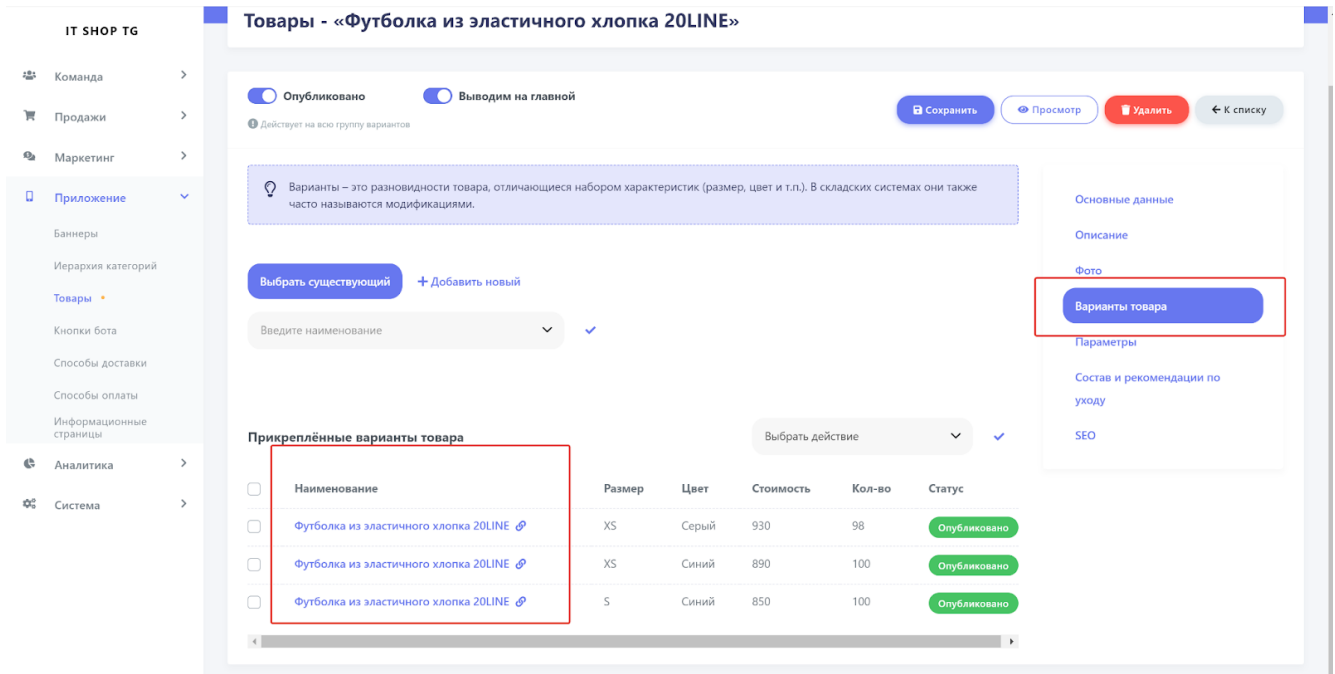 IT SHOP TG
Команда
Продажи
Маркетинг
Приложение
Баннеры
Иерархия категорий
Товары
Кнопки бота
Способы доставки
Способы оплаты
Информационные
страницы
Аналитика
Система
Товары - «Футболка из эластичного хлопка 20LINE»
Опубликовано Выводим на главной
Действует на всю группу вариантов
Сохранить Просмотр Удалить К списку
Варианты – это разновидности товара, отличающиеся набором характеристик (размер, цвет и т.п.). В складских системах они также
часто называются модификациями.
Выбрать существующий + Добавить новый
Введите наименование
Прикреплённые варианты товара Выбрать действие
Наименование Размер Цвет Стоимость Кол-во Статус
Футболка из эластичного хлопка 20LINE XS Серый 930 98 Опубликовано
Футболка из эластичного хлопка 20LINE XS Синий 890 100 Опубликовано
Футболка из эластичного хлопка 20LINE S Синий 850 100 Опубликовано
Основные данные
Описание
Фото
Варианты товара
Параметры
Состав и рекомендации по
уходу
SEO